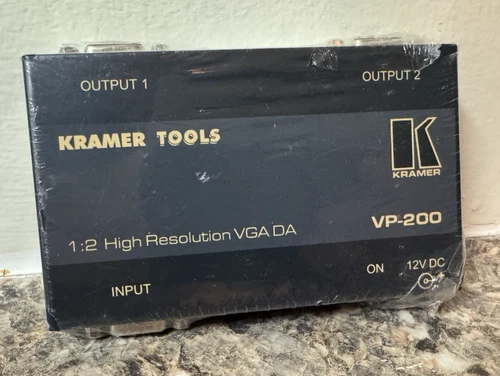 OUTPUT 1
OUTPUT 2
KRAMER TOOLS
K
KRAMER
1:2 High Resolution VGA DA
VP-200
INPUT
ON
12V DC